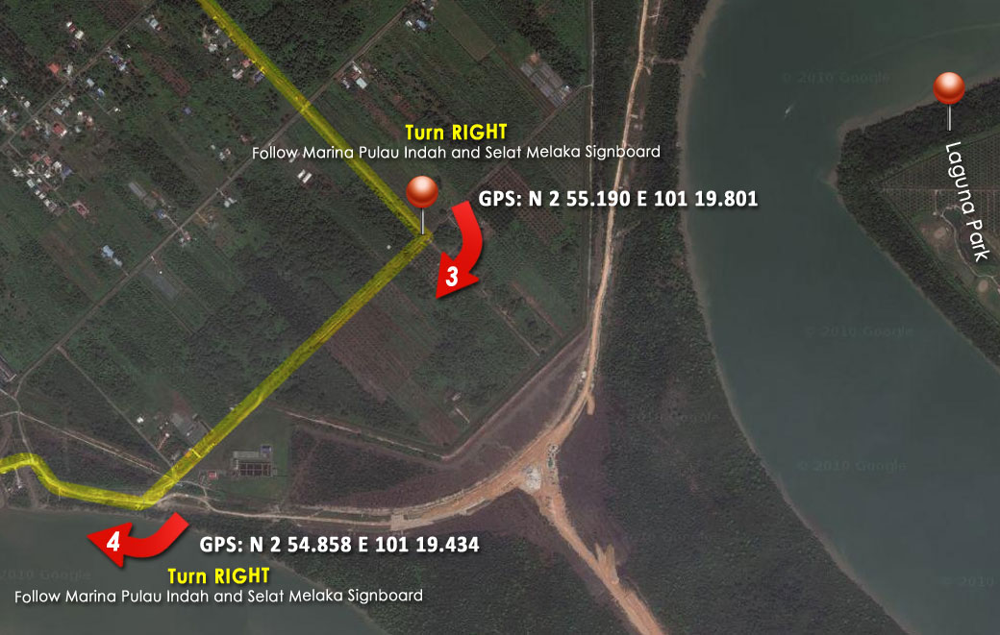 © 2010 Google
Turn RIGHT
Follow Marina Pulau Indah and Selat Melaka Signboard
GPS: N 2 55.190 E 101 19.801
Laguna Park
3
© 2010 Google
© 2010 Google
© 2010 Google
4
GPS: N 2 54.858 E 101 19.434
2010 Google
Turn RIGHT
© 2010
Follow Marina Pulau Indah and Selat Melaka Signboard